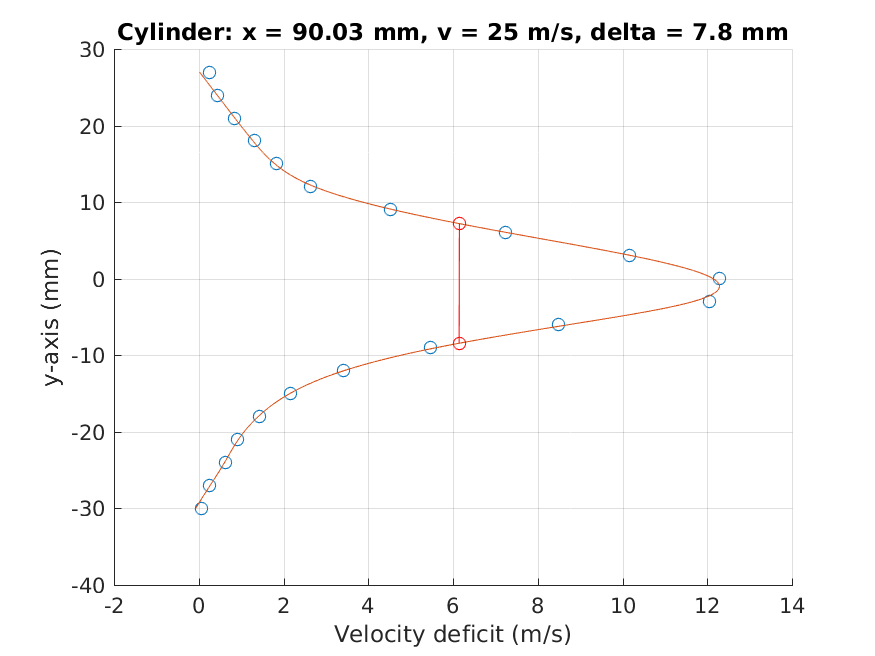 Cylinder: x = 90.03 mm, v = 25 m/s, delta = 7.8 mm
30
20
10
0
-10
-20
-30
-40
y-axis (mm)
-2 0 2 4 6 8 10 12 14
Velocity deficit (m/s)